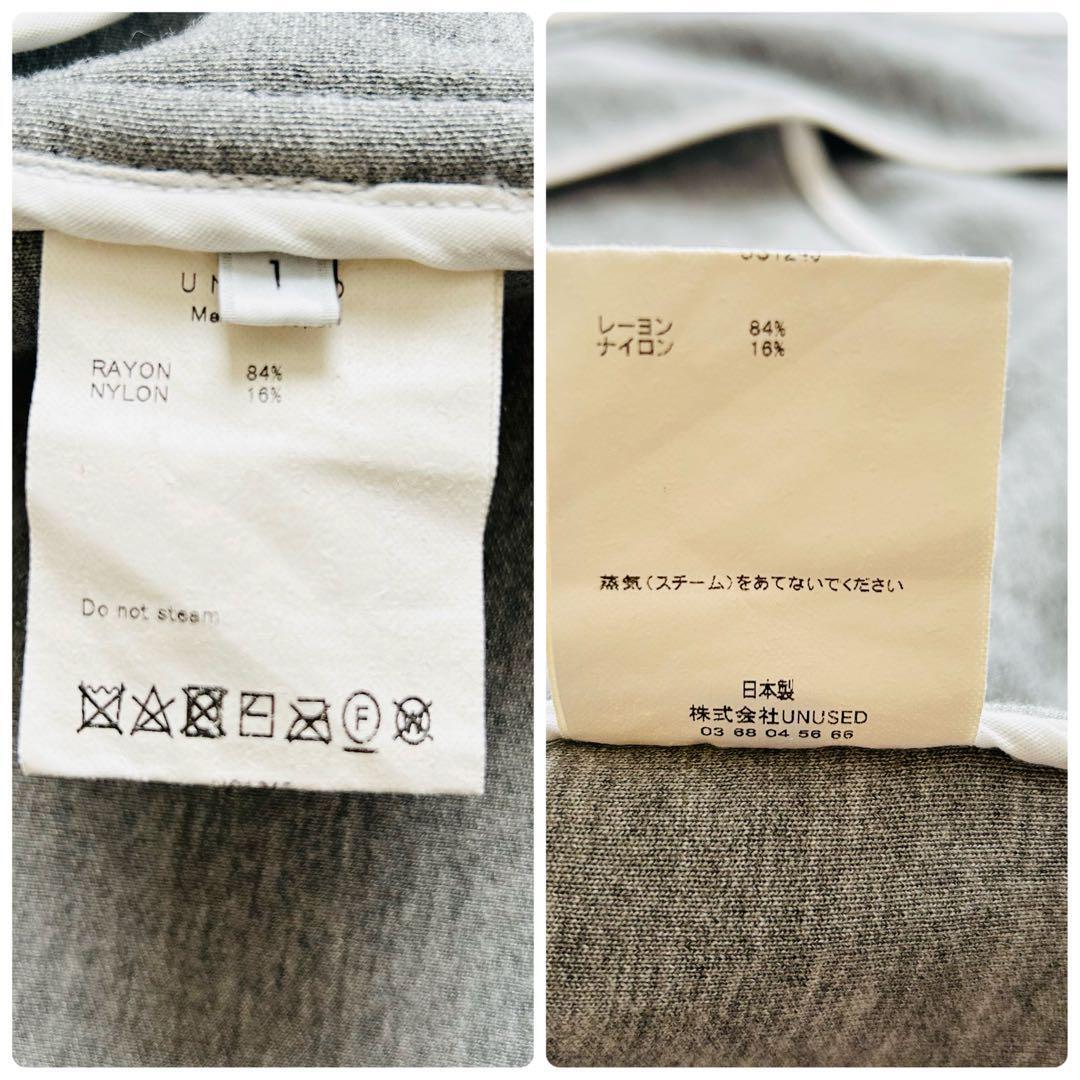 1
RAYON 84%
NYLON 16%
Do not steam
F
W
レーヨン 84%
ナイロン 16%
蒸気(スチーム)をあてないでください
日本製
株式会社UNUSED
03 68 04 56 66